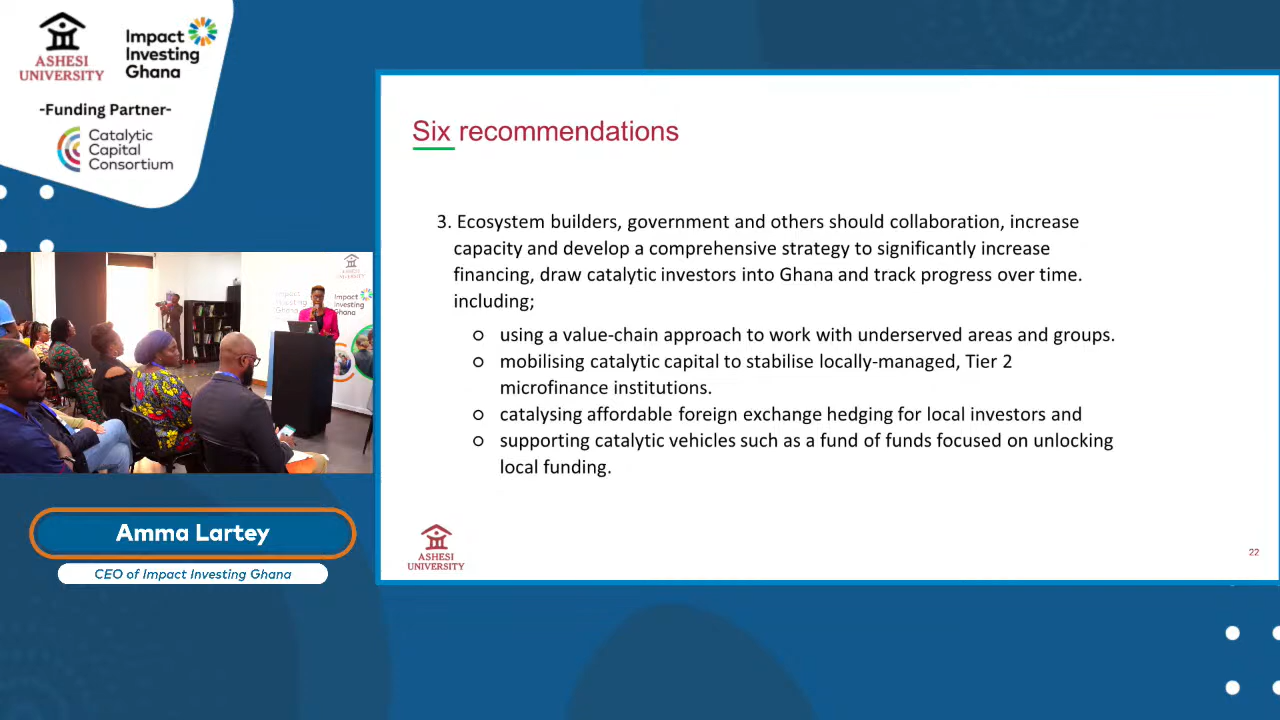 ASHESI
UNIVERSITY
Impact
Investing
Ghana
-Funding Partner-
Catalytic
Capital
Consortium
Six recommendations
3. Ecosystem builders, government and others should collaboration, increase
capacity and develop a comprehensive strategy to significantly increase
financing, draw catalytic investors into Ghana and track progress over time.
including;
using a value-chain approach to work with underserved areas and groups.
mobilising catalytic capital to stabilise locally-managed, Tier 2
microfinance institutions.
catalysing affordable foreign exchange hedging for local investors and
supporting catalytic vehicles such as a fund of funds focused on unlocking
local funding.
ASHESI
UNIVERSITY
22
Impact
Investing
Ghana
Amma Lartey
CEO of Impact Investing Ghana